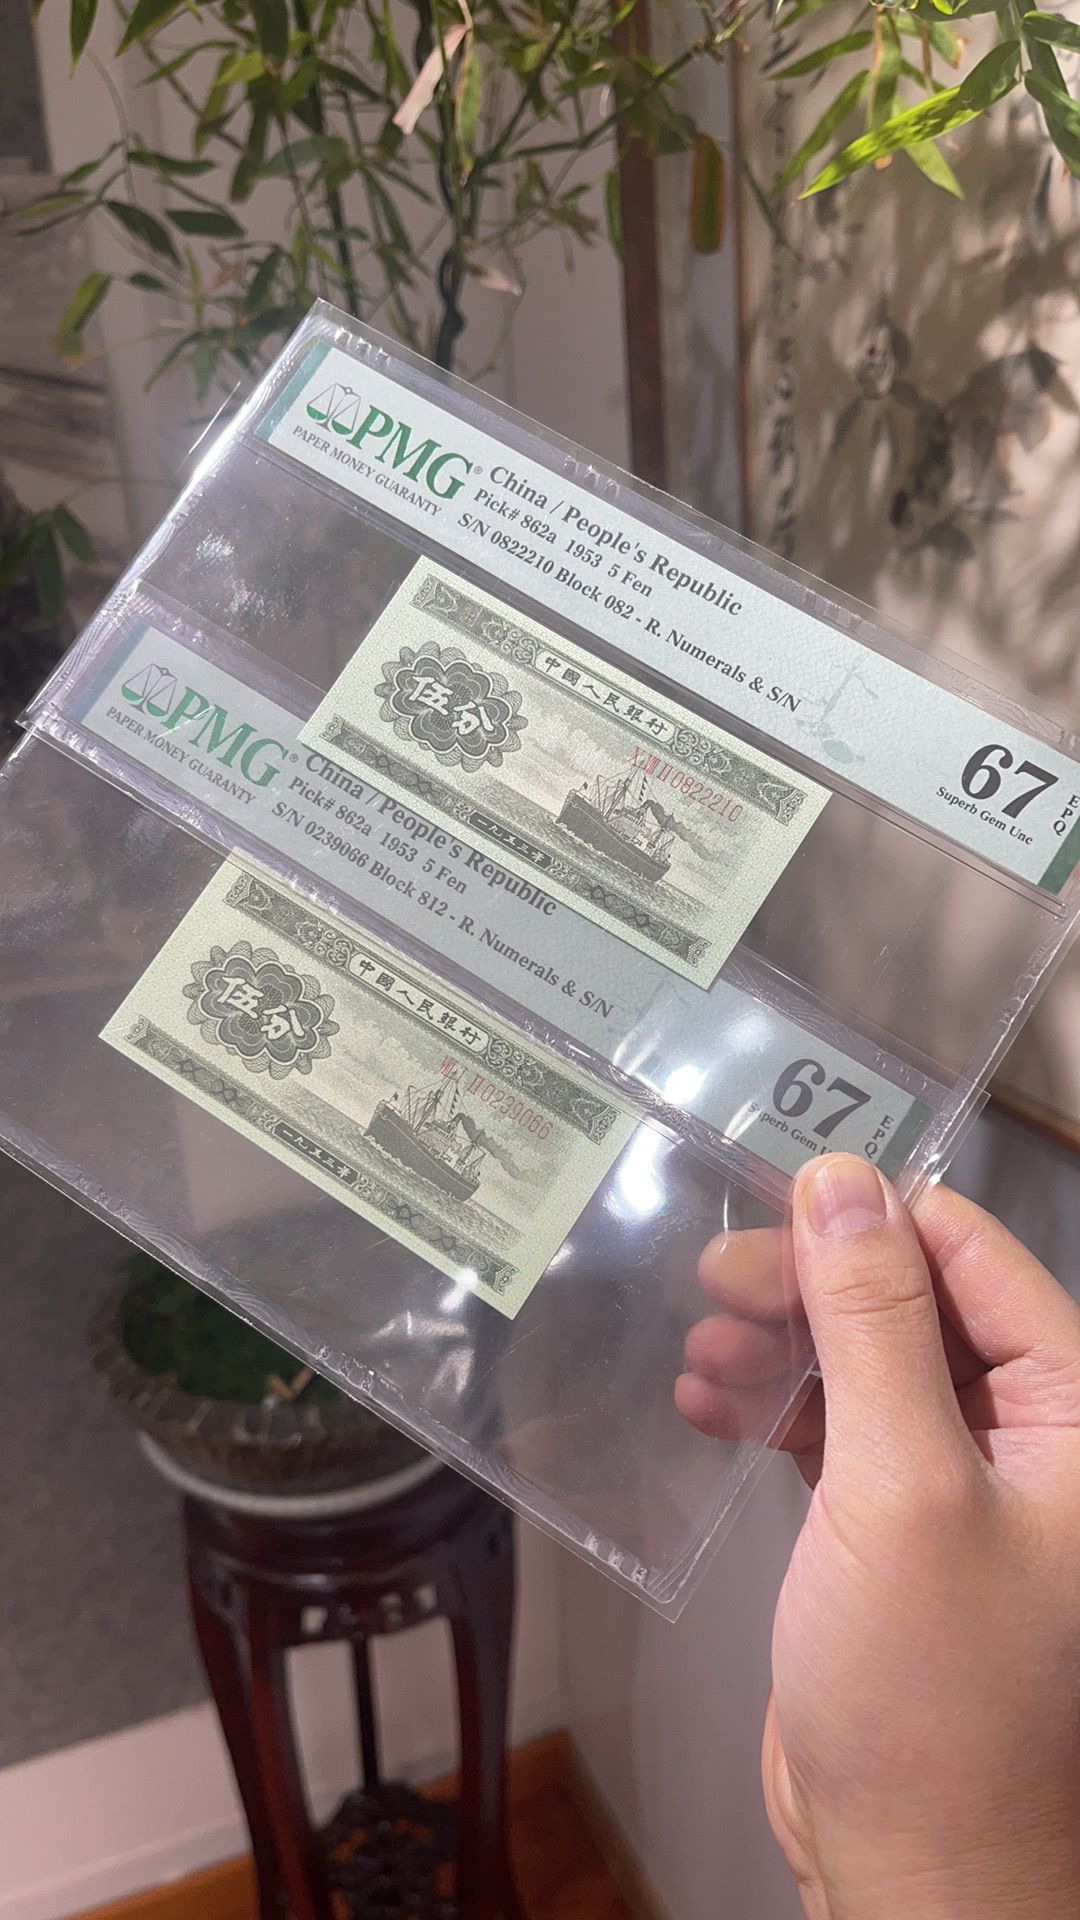 PMG®
PAPER MONEY GUARANTY
China / People's Republic
Pick# 862a 1953 5 Fen
S/N 0822210 Block 082 - R. Numerals & S/N
67
EPQ
Superb Gem Unc
中國人民銀行
伍分
0822210
一九五三年
PMG®
PAPER MONEY GUARANTY
China / People's Republic
Pick# 862a 1953 5 Fen
S/N 0239066 Block 812 - R. Numerals & S/N
67
EPQ
Superb Gem
中國人民銀行
伍分
0239066
一九五三年